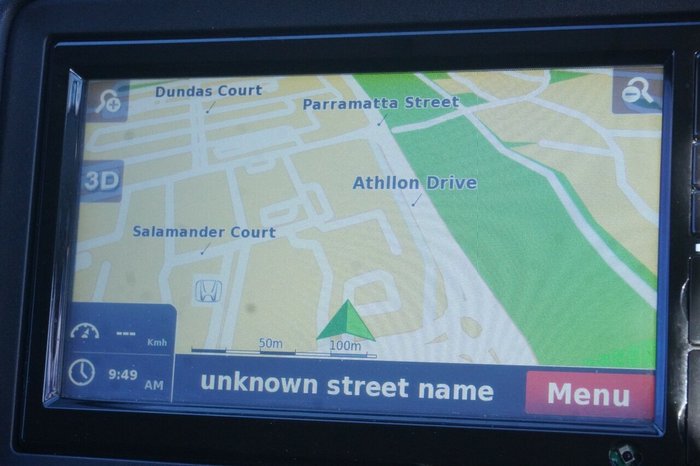 Dundas Court
Parramatta Street
3D
Athllon Drive
Salamander Court
50m
100m
--- Kmh
9:49 AM
unknown street name
Menu